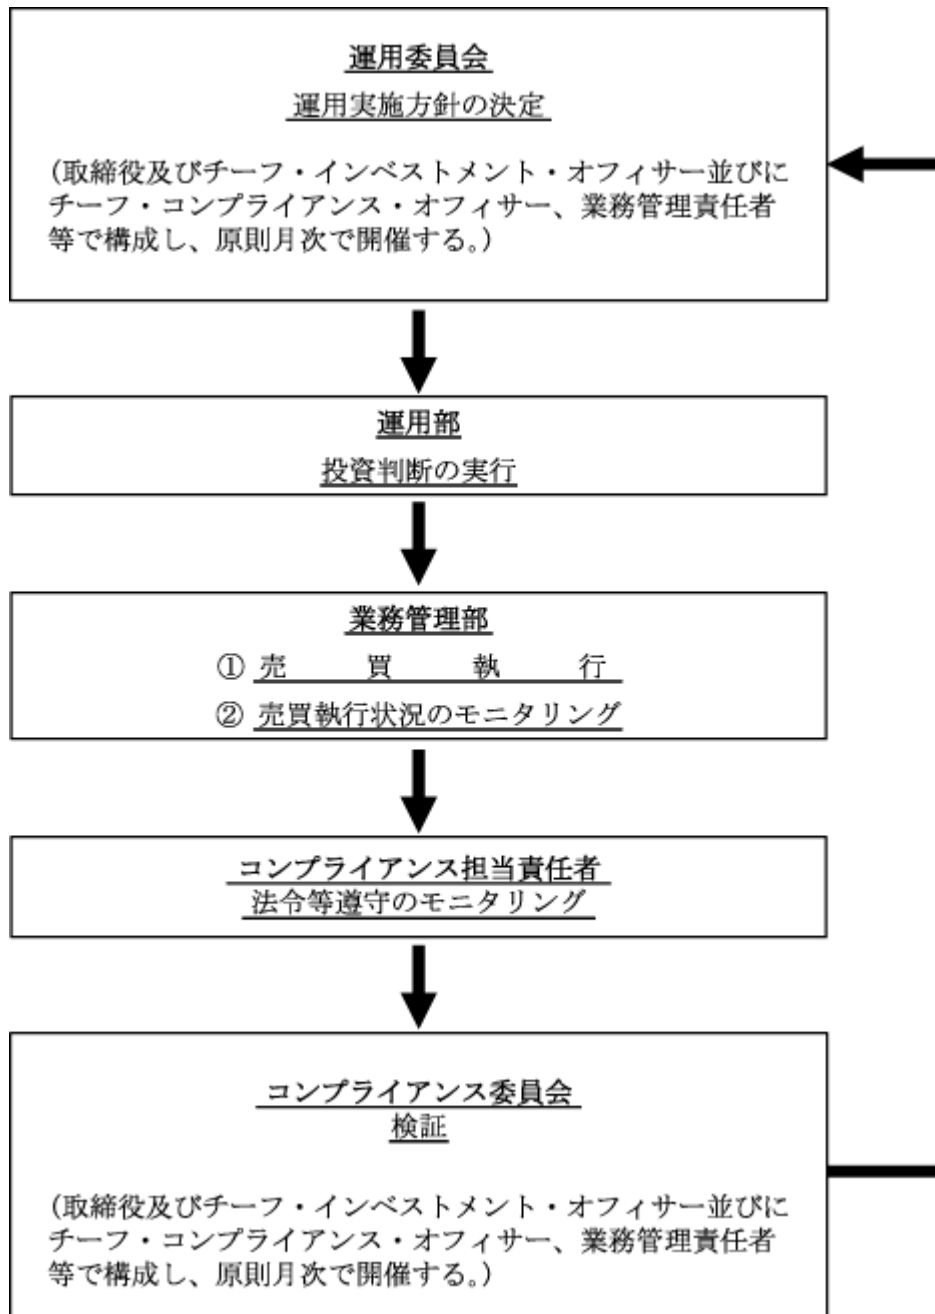 運用委員会
運用実施方針の決定
(取締役及びチーフ・インベストメント・オフィサー並びに
チーフ・コンプライアンス・オフィサー、業務管理責任者
等で構成し、原則月次で開催する。)
運用部
投資判断の実行
業務管理部
① 売買執行
② 売買執行状況のモニタリング
コンプライアンス担当責任者
法令等遵守のモニタリング
コンプライアンス委員会
検証
(取締役及びチーフ・インベストメント・オフィサー並びに
チーフ・コンプライアンス・オフィサー、業務管理責任者
等で構成し、原則月次で開催する。)